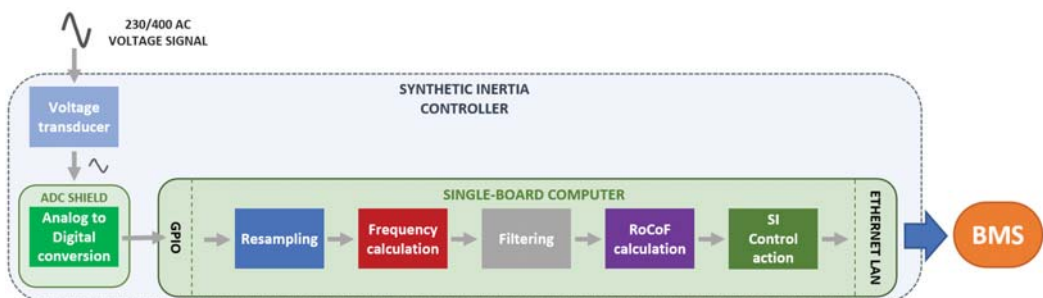 230/400 AC
VOLTAGE SIGNAL
SYNTHETIC INERTIA
CONTROLLER
Voltage
transducer
ADC SHIELD
Analog to
Digital
conversion
SINGLE-BOARD COMPUTER
GPIO
Resampling
Frequency
calculation
Filtering
RoCoF
calculation
SI
Control
action
ETHERNET LAN
BMS